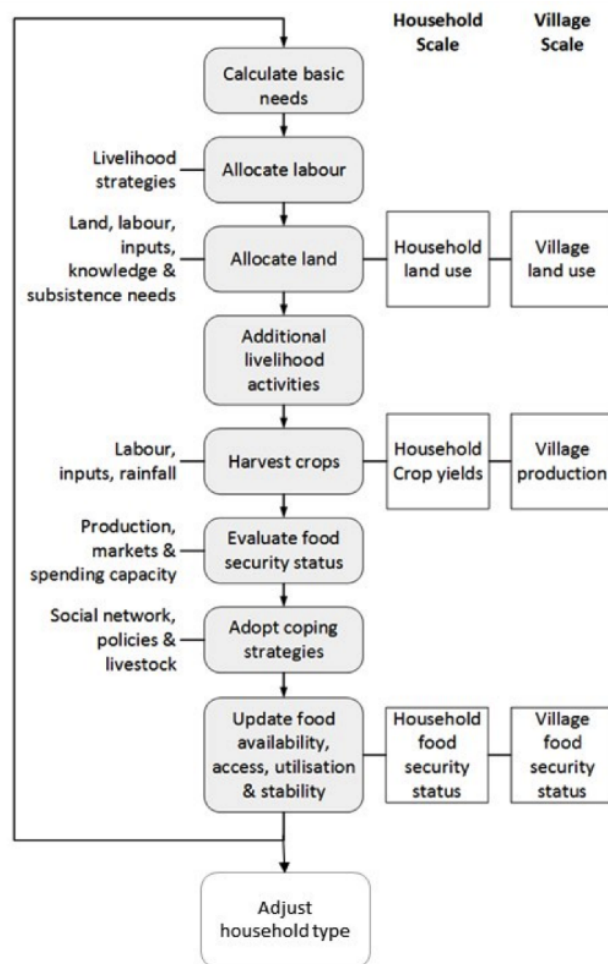 Household
Scale
Village
Scale
Calculate basic
needs
Livelihood
strategies
Allocate labour
Land, labour,
inputs,
knowledge &
subsistence needs
Allocate land
Household
land use
Village
land use
Additional
livelihood
activities
Labour,
inputs, rainfall
Harvest crops
Household
Crop yields
Village
production
Production,
markets &
spending capacity
Evaluate food
security status
Social network,
policies &
livestock
Adopt coping
strategies
Update food
availability,
access, utilisation
& stability
Household
food
security
status
Village
food
security
status
Adjust
household type